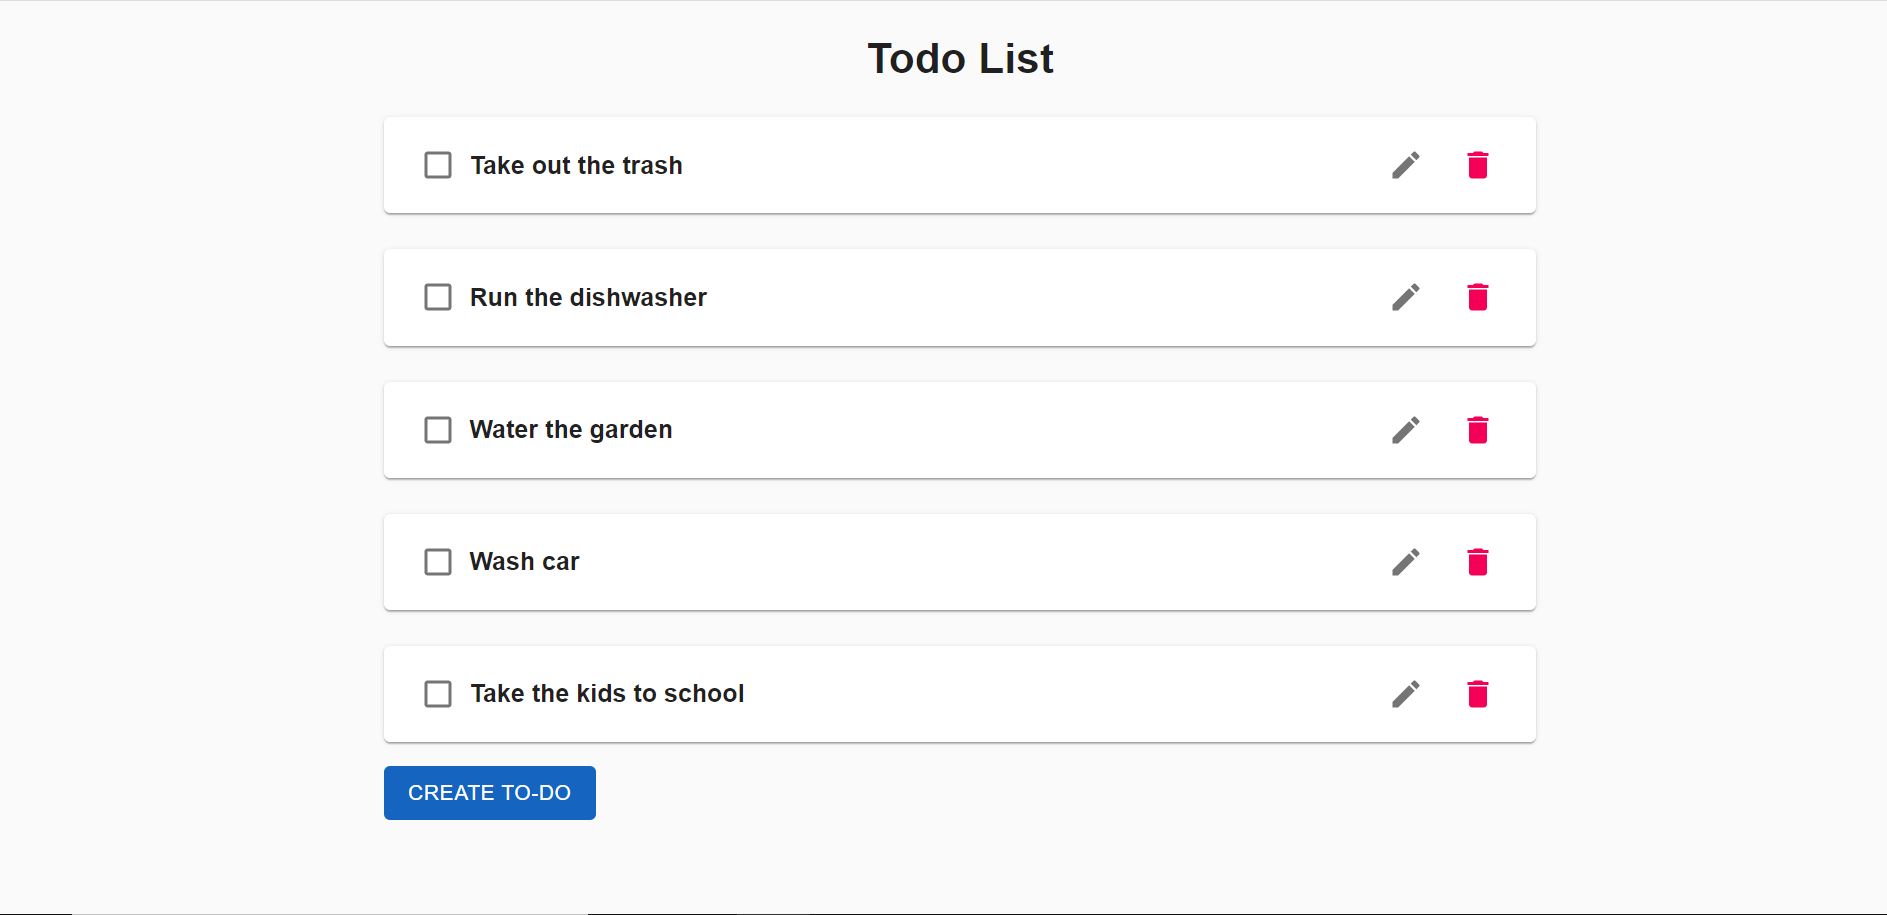 Todo List
Take out the trash
Run the dishwasher
Water the garden
Wash car
Take the kids to school
CREATE TO-DO